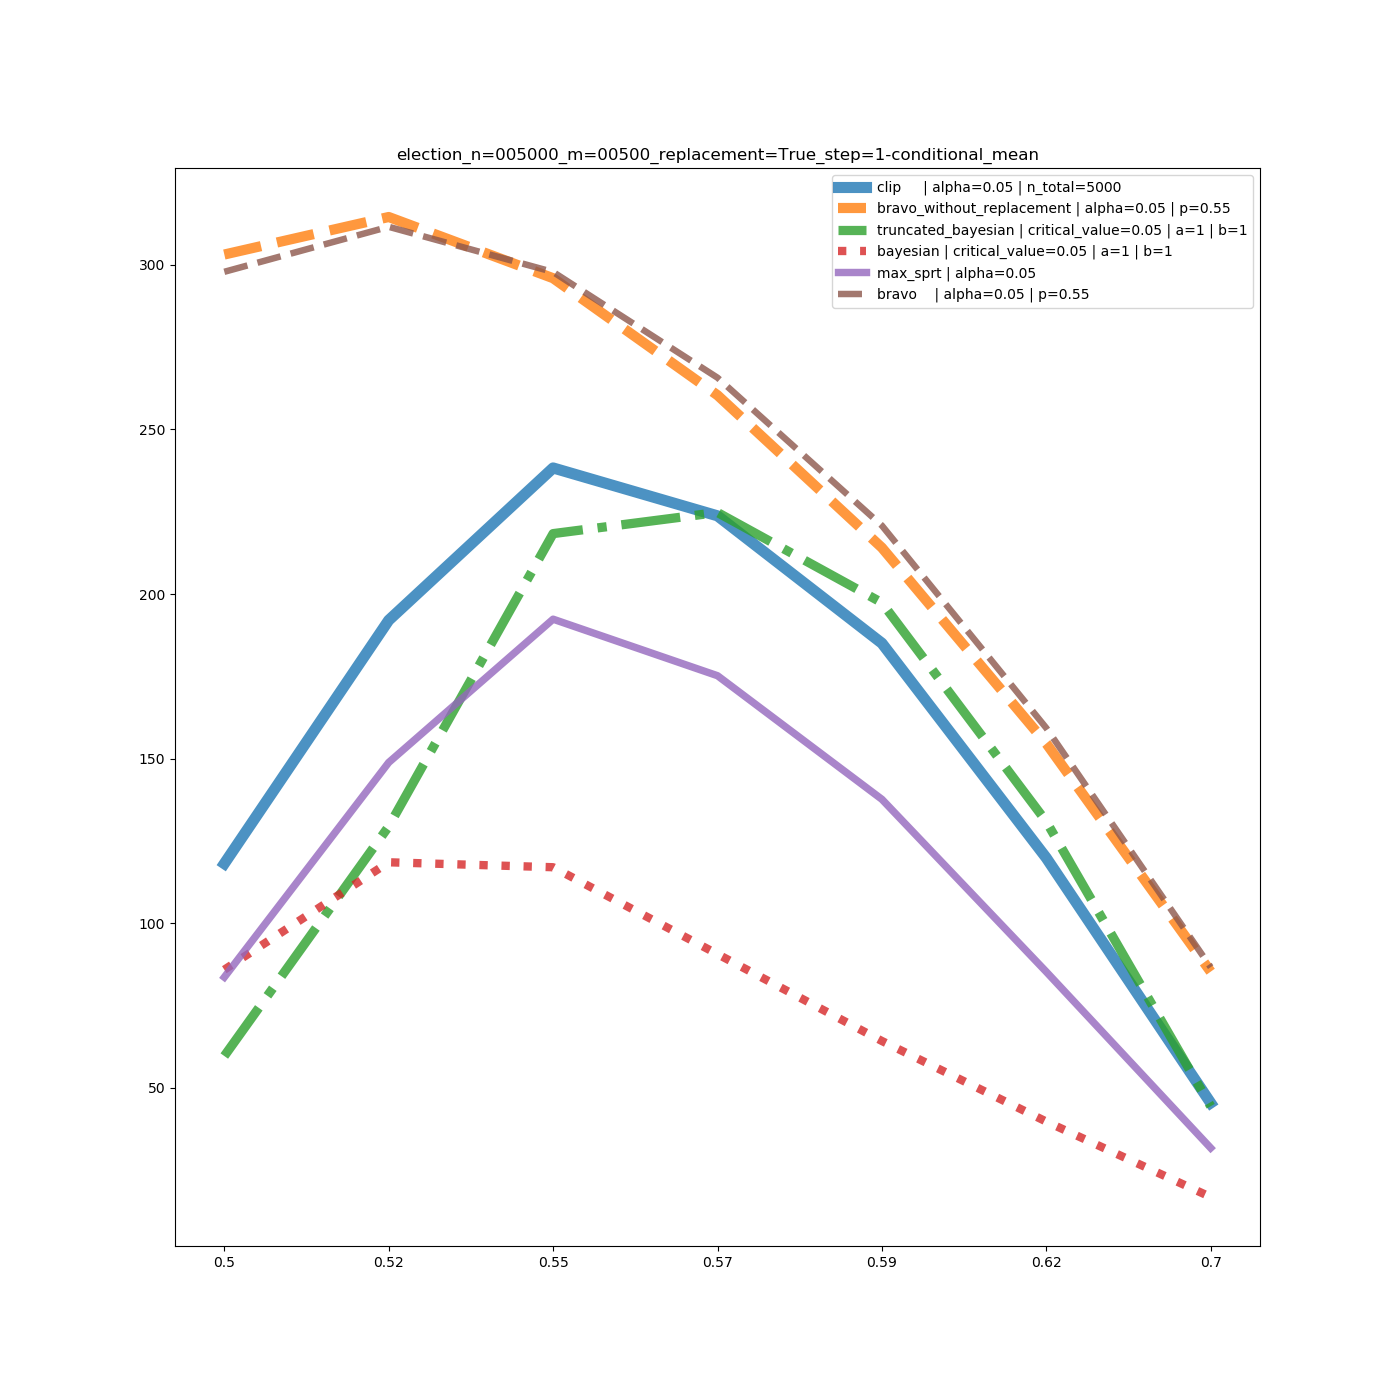 election_n=005000_m=00500_replacement=True_step=1-conditional_mean
clip | alpha=0.05 | n_total=5000
bravo_without_replacement | alpha=0.05 | p=0.55
truncated_bayesian | critical_value=0.05 | a=1 | b=1
bayesian | critical_value=0.05 | a=1 | b=1
max_sprt | alpha=0.05
bravo | alpha=0.05 | p=0.55
300
250
200
150
100
50
0.5 0.52 0.55 0.57 0.59 0.62 0.7